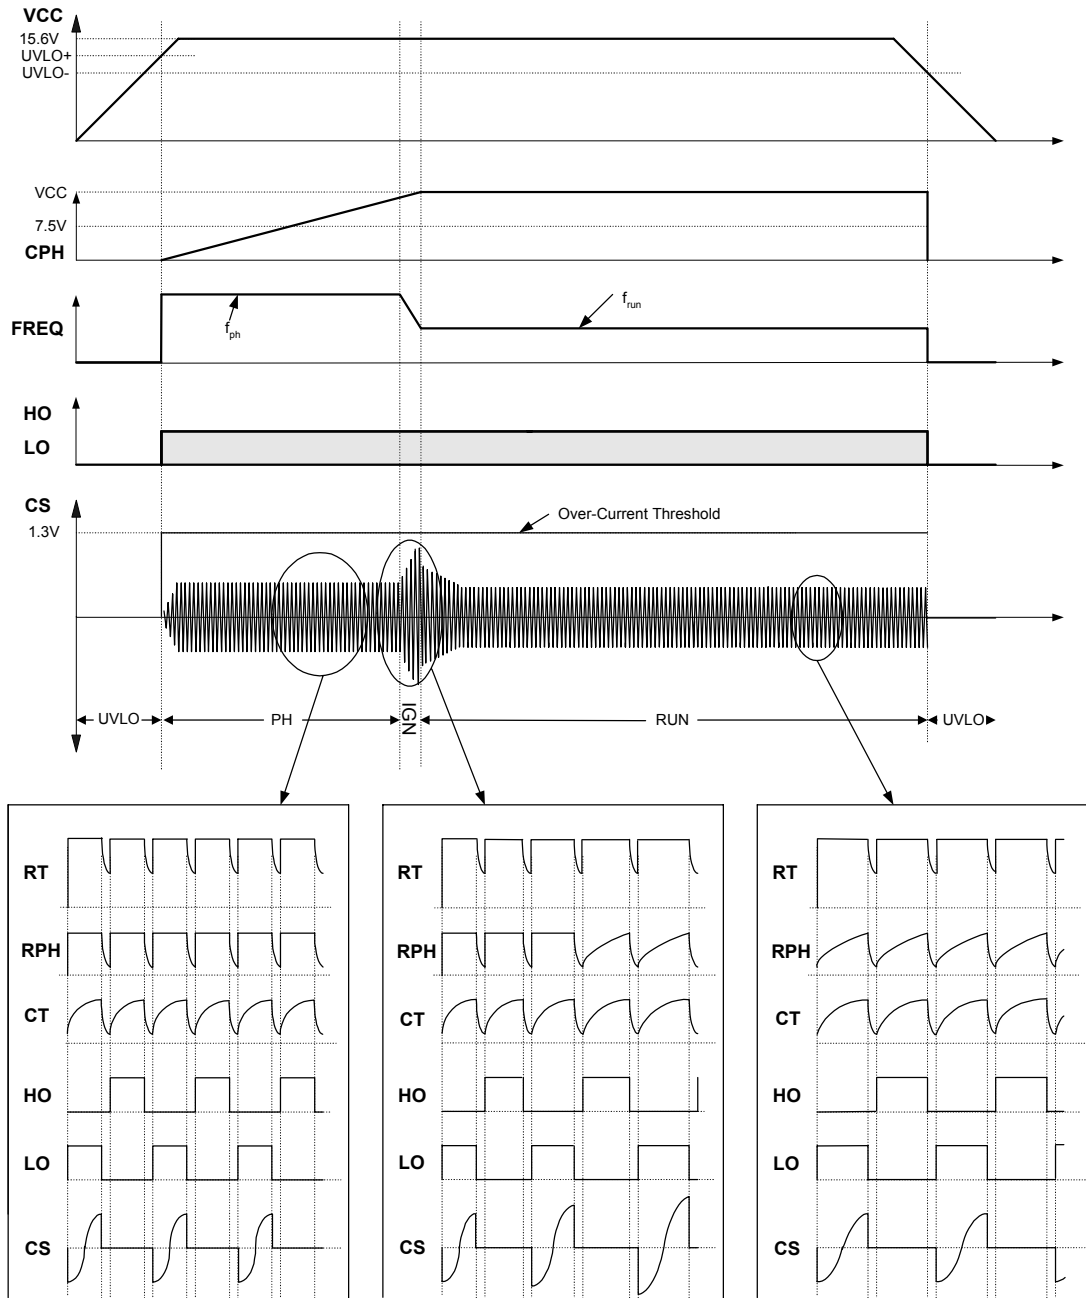 VCC
15.6V
UVLO+
UVLO-
VCC
7.5V
CPH
FREQ
f_ph
f_run
HO
LO
CS
1.3V
Over-Current Threshold
UVLO
PH
IGN
RUN
UVLO
RT
RPH
CT
HO
LO
CS
RT
RPH
CT
HO
LO
CS
RT
RPH
CT
HO
LO
CS